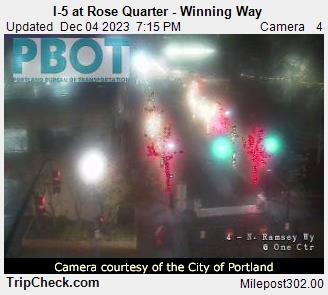 I-5 at Rose Quarter - Winning Way
Updated Dec 04 2023 7:15 PM Camera 4
PBOT
PORTLAND BUREAU OF TRANSPORTATION
4 - N. Ramsey Wy
@ One Ctr
Camera courtesy of the City of Portland
TripCheck.com Milepost302.00